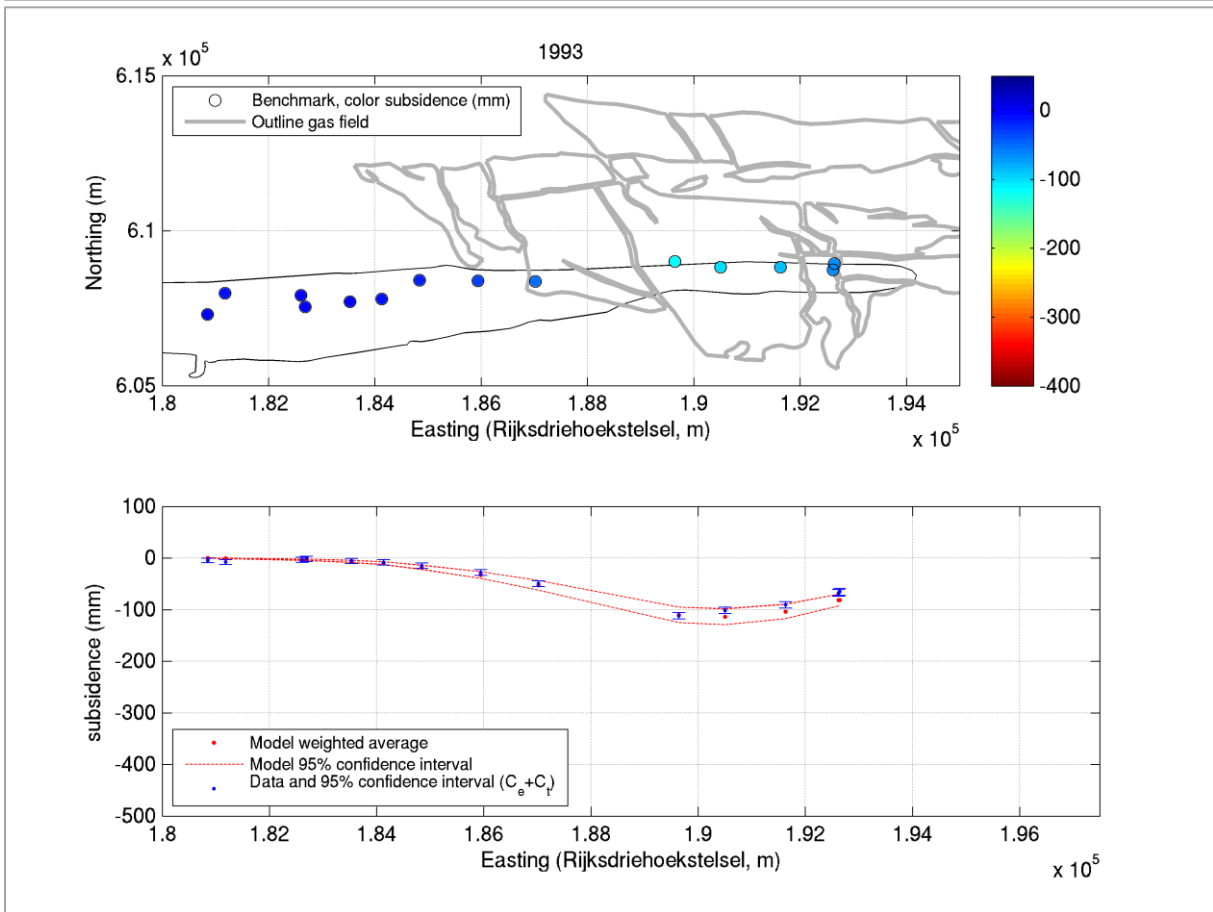 1993
x 10^5
6.15
6.1
6.05
Northing (m)
Benchmark, color subsidence (mm)
Outline gas field
1.8 1.82 1.84 1.86 1.88 1.9 1.92 1.94
Easting (Rijksdriehoekstelsel, m)
x 10^5
0
-100
-200
-300
-400
100
0
-100
-200
-300
-400
-500
subsidence (mm)
Model weighted average
Model 95% confidence interval
Data and 95% confidence interval (C_e+C_t)
1.8 1.82 1.84 1.86 1.88 1.9 1.92 1.94 1.96
Easting (Rijksdriehoekstelsel, m)
x 10^5